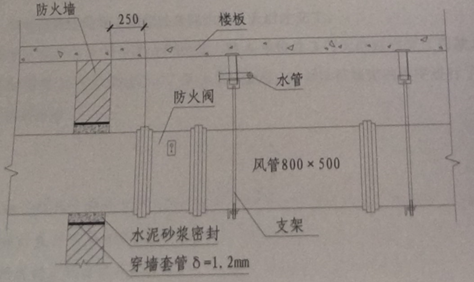 防火墙
250
楼板
水管
防火阀
风管800×500
水泥砂浆密封
支架
穿墙套管δ=1,2mm